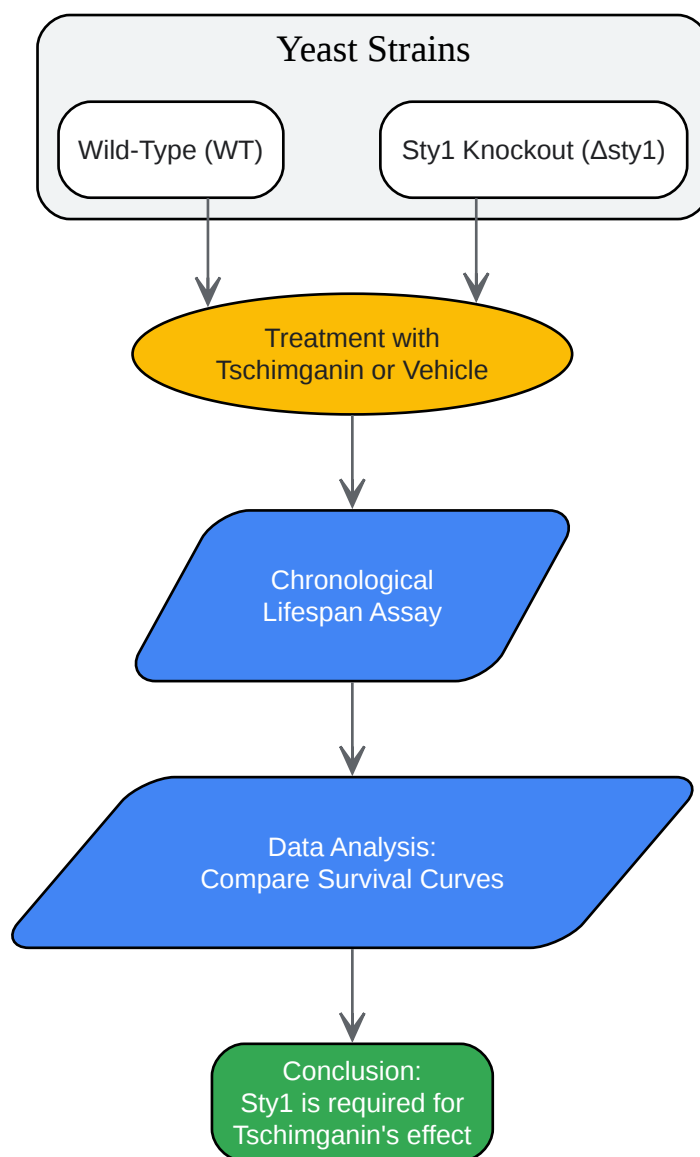 Yeast Strains
Wild-Type (WT)
Sty1 Knockout (Δsty1)
Treatment with
Tschimganin or Vehicle
Chronological
Lifespan Assay
Data Analysis:
Compare Survival Curves
Conclusion:
Sty1 is required for
Tschimganin's effect